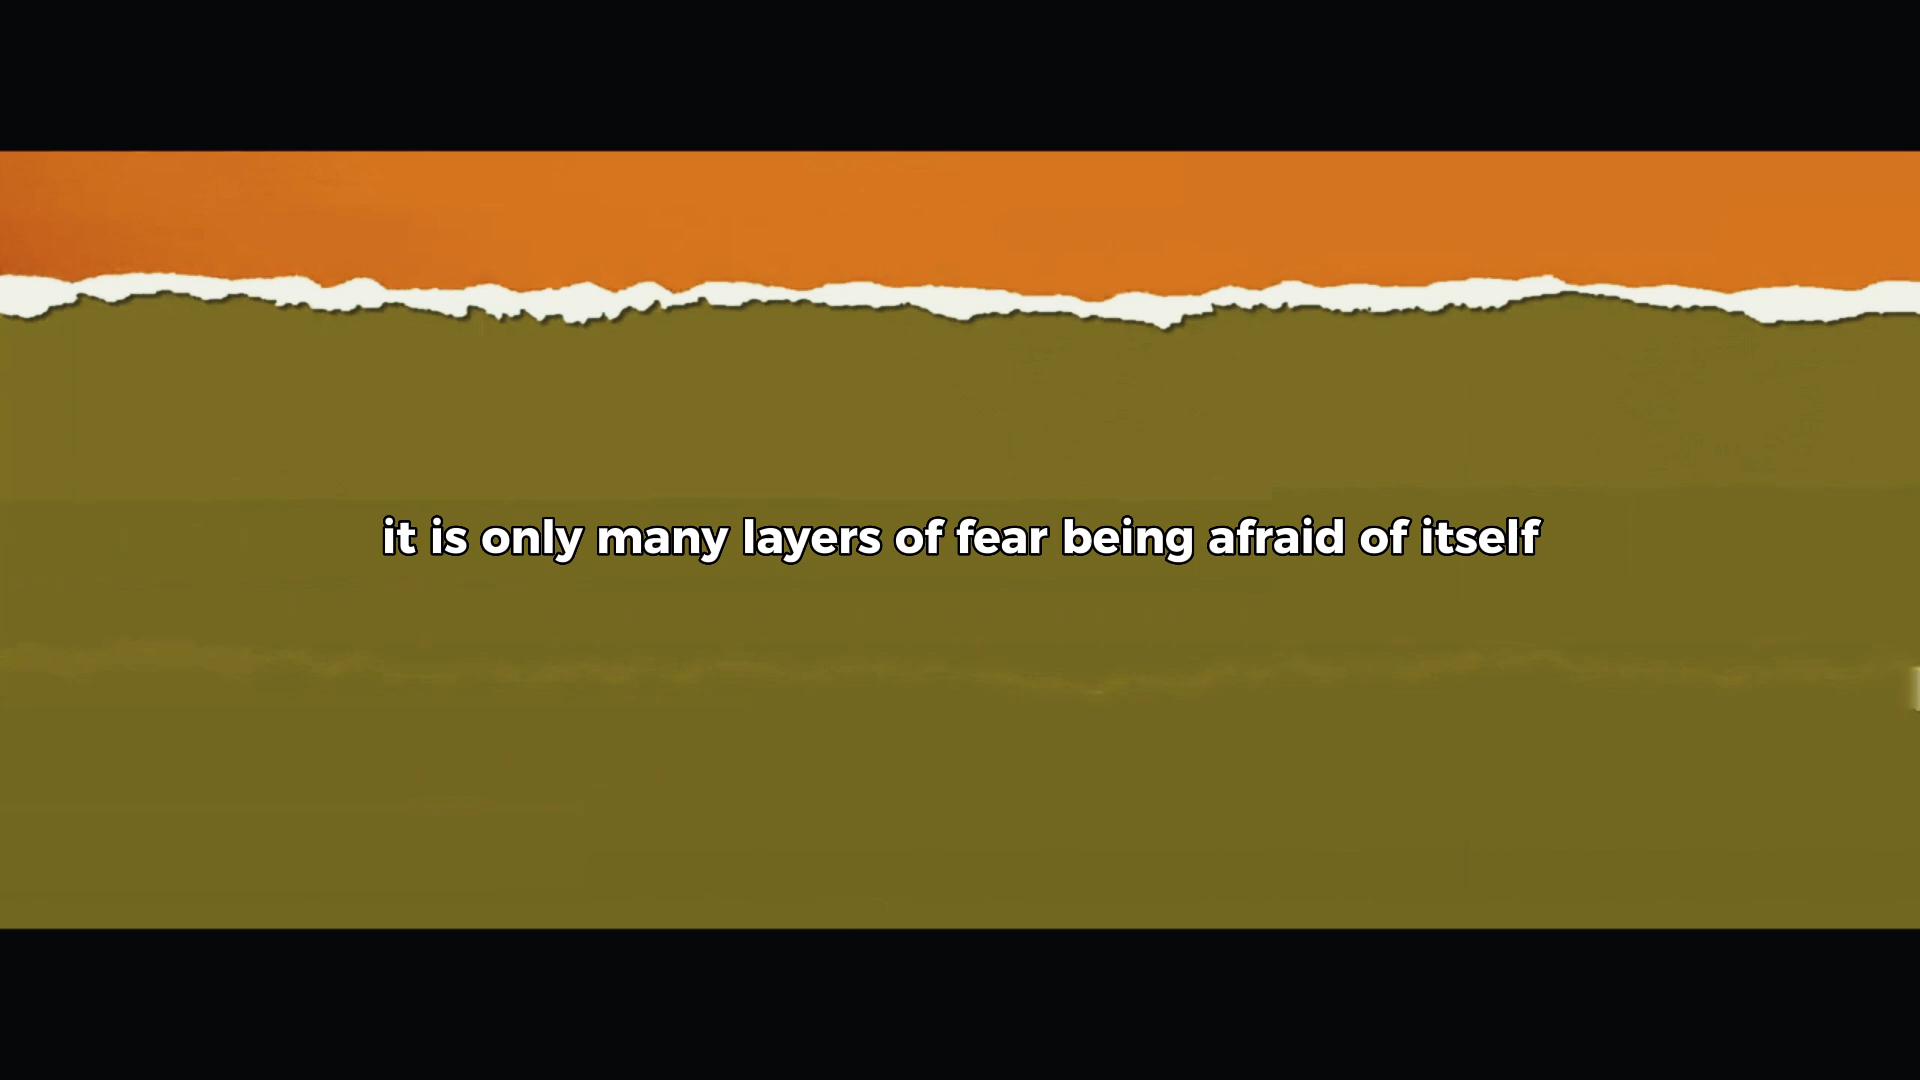 it is only many layers of fear being afraid of itself